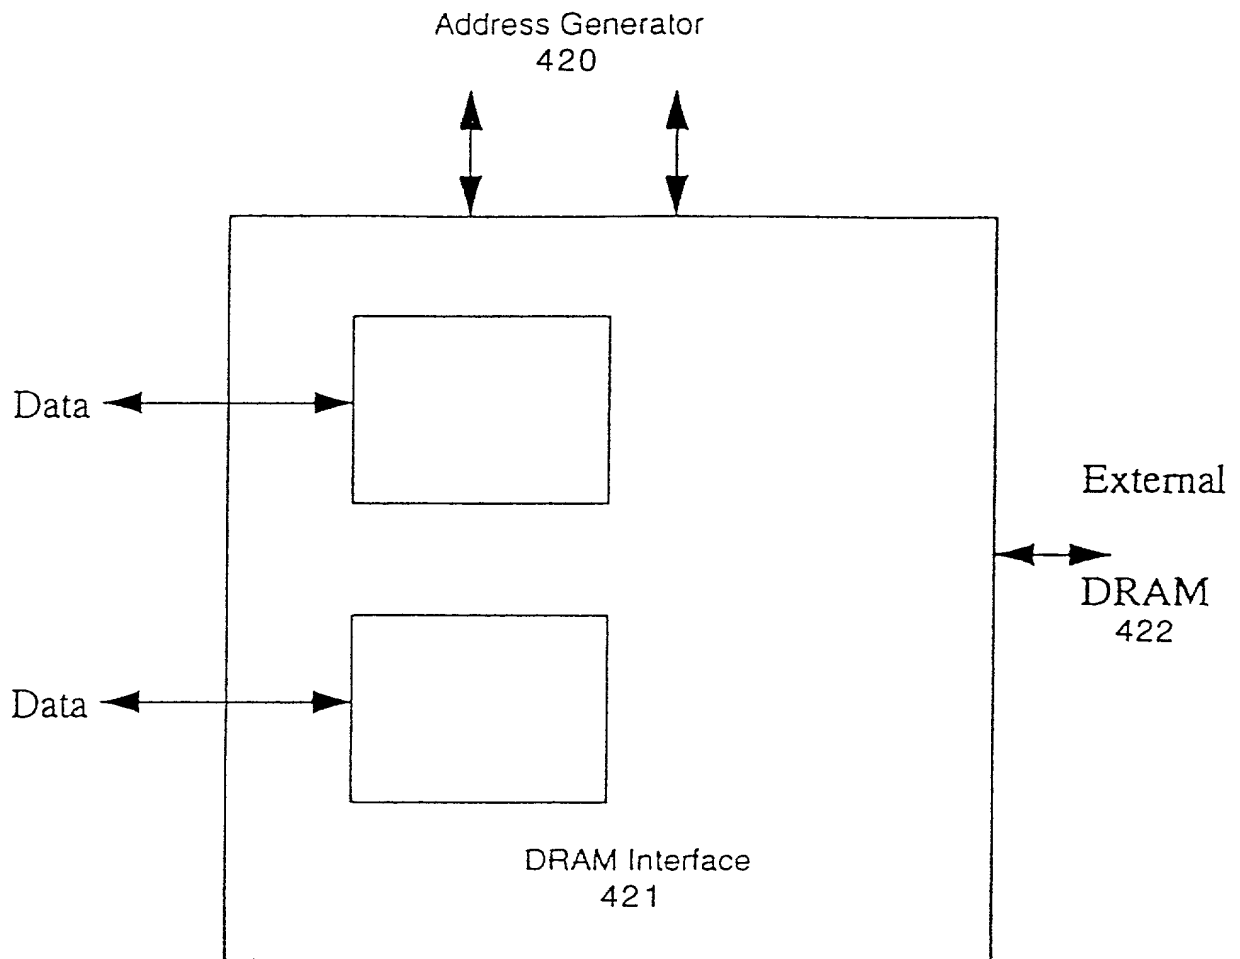 Address Generator
420
Data
External
DRAM
422
Data
DRAM Interface
421